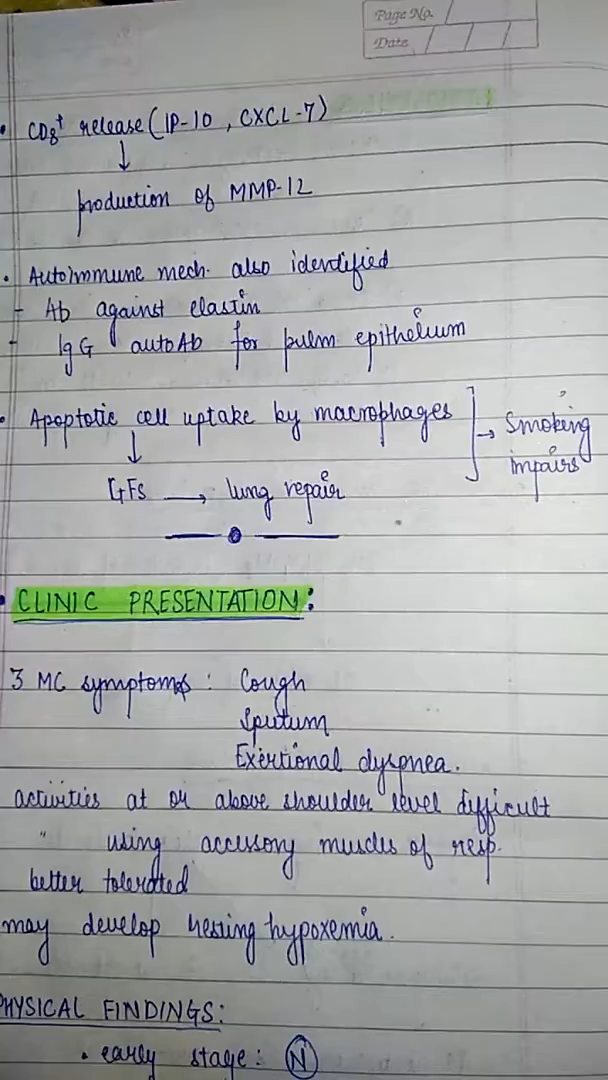 Page No.
Date
• CD8+ release (IP-10, CXCL-7)
↓
production of MMP-12
• Autoimmune mech. also identified
- Ab against elastin
- IgG autoAb for pulm epithelium
• Apoptotic cell uptake by macrophages
↓
GFs → lung repair
→ Smoking
impairs
• CLINIC PRESENTATION:
3 MC symptoms : Cough
Sputum
Exertional dyspnea.
activities at or above shoulder level difficult
" using accessory muscles of resp.
better tolerated
may develop resting hypoxemia.
PHYSICAL FINDINGS:
• early stage: N